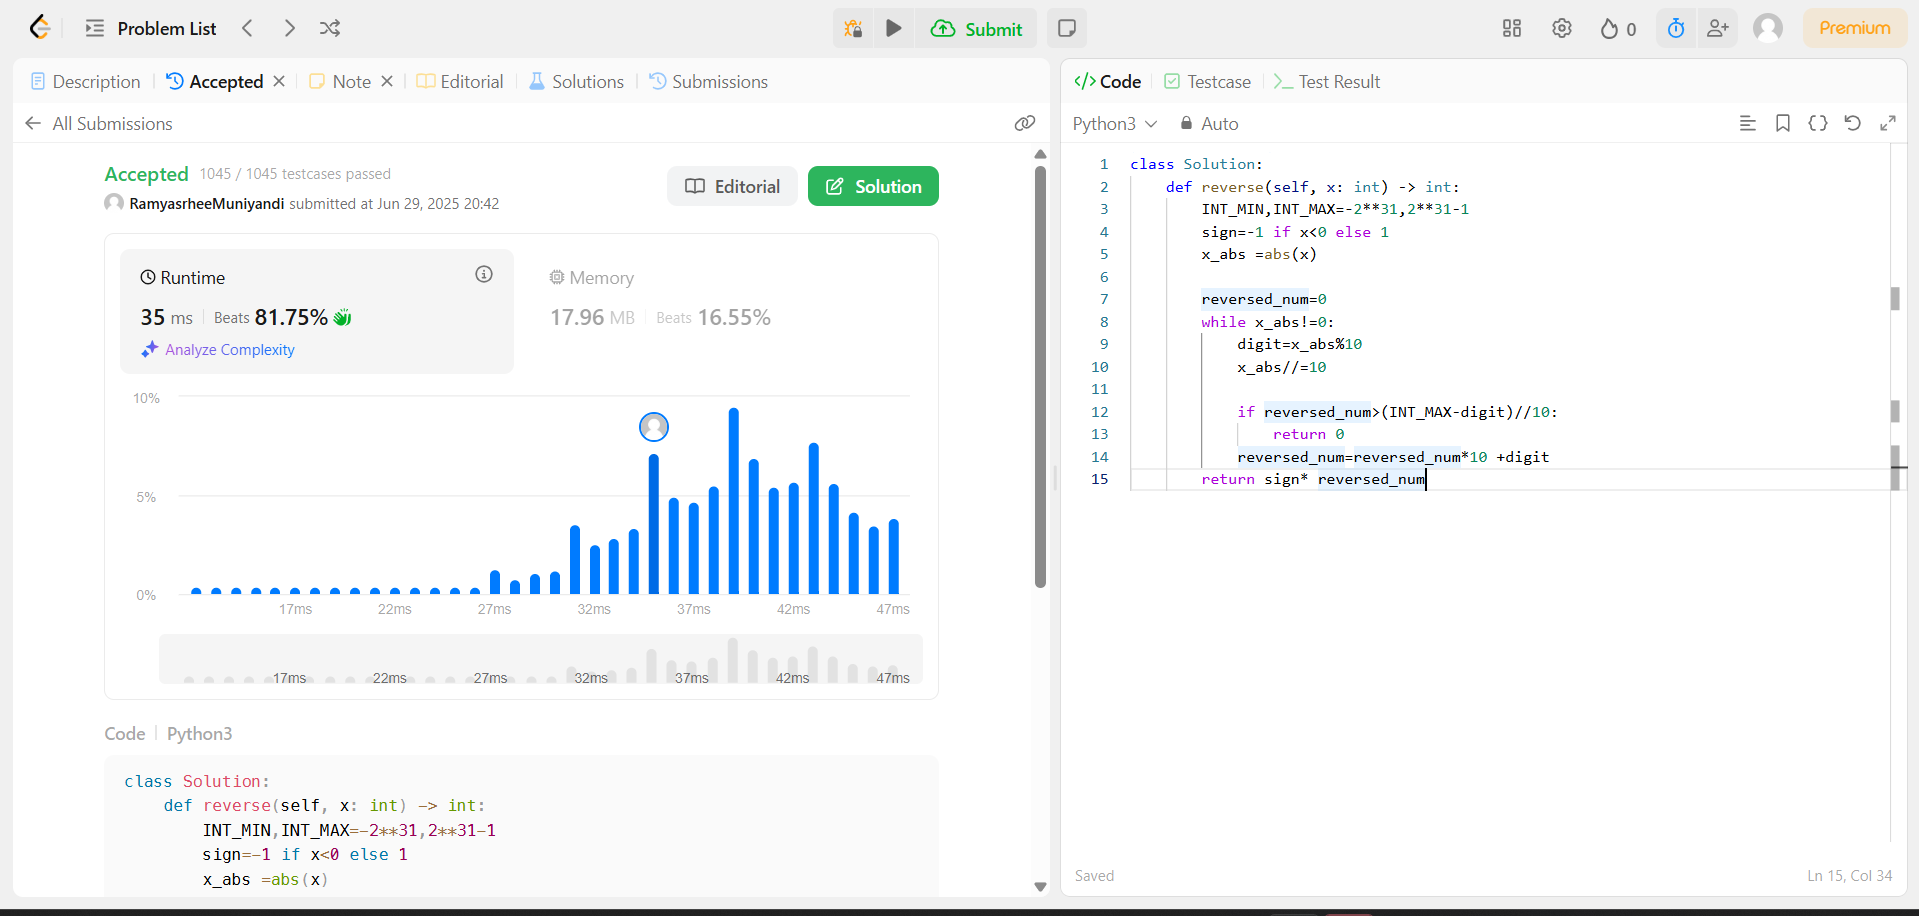 Problem List
Submit
0
Premium
Description
Accepted
Note
Editorial
Solutions
Submissions
All Submissions
Accepted 1045 / 1045 testcases passed
RamyasrheeMuniyandi submitted at Jun 29, 2025 20:42
Editorial
Solution
Runtime
35 ms Beats 81.75%
Analyze Complexity
Memory
17.96 MB Beats 16.55%
10%
5%
0%
17ms 22ms 27ms 32ms 37ms 42ms 47ms
17ms 22ms 27ms 32ms 37ms 42ms 47ms
Code Python3
class Solution:
    def reverse(self, x: int) -> int:
        INT_MIN,INT_MAX=-2**31,2**31-1
        sign=-1 if x<0 else 1
        x_abs =abs(x)
Code
Testcase
Test Result
Python3
Auto
1 class Solution:
2     def reverse(self, x: int) -> int:
3         INT_MIN,INT_MAX=-2**31,2**31-1
4         sign=-1 if x<0 else 1
5         x_abs =abs(x)
6
7         reversed_num=0
8         while x_abs!=0:
9             digit=x_abs%10
10             x_abs//=10
11
12             if reversed_num>(INT_MAX-digit)//10:
13                 return 0
14             reversed_num=reversed_num*10 +digit
15         return sign* reversed_num
Saved
Ln 15, Col 34